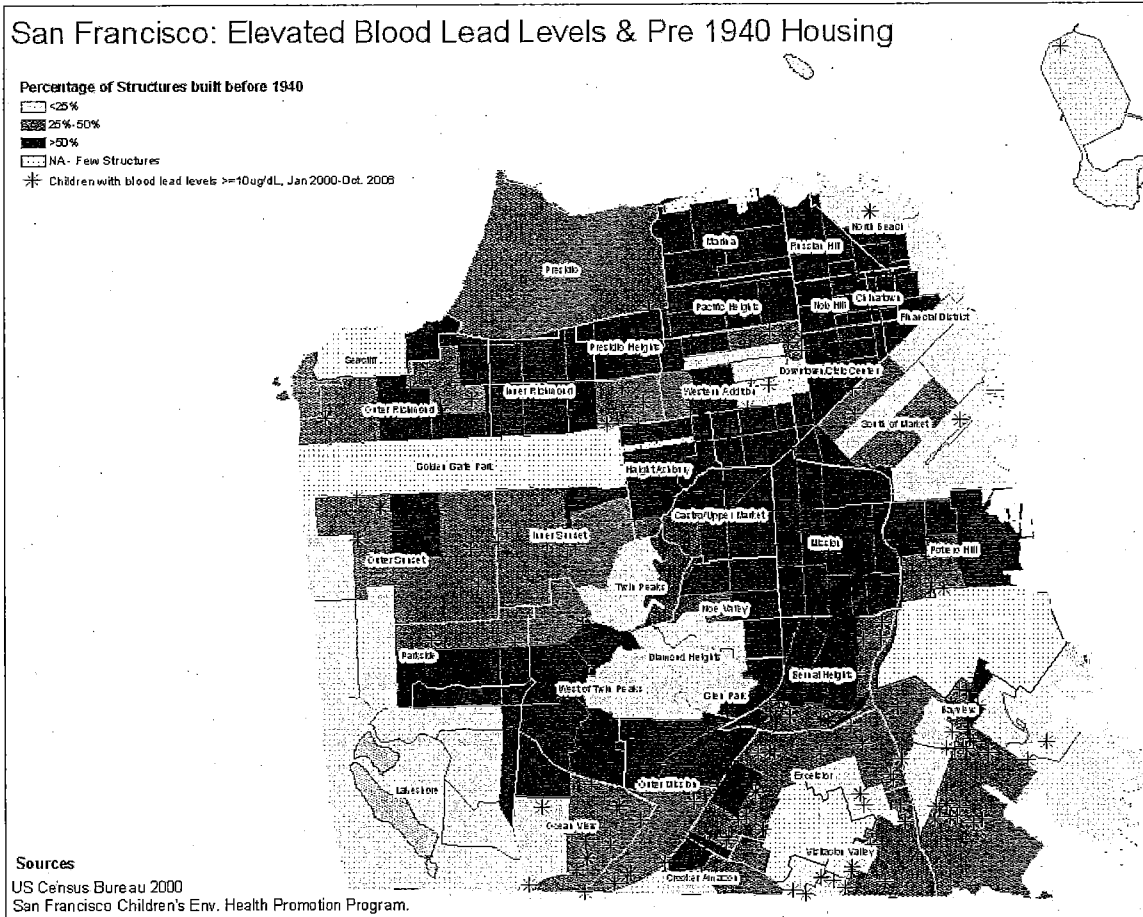 San Francisco: Elevated Blood Lead Levels & Pre 1940 Housing
Percentage of Structures built before 1940
<25%
25%-50%
>50%
NA - Few Structures
Children with blood lead levels >=10ug/dL, Jan 2000-Oct. 2006
North Beach
Marina
Russian Hill
Presidio
Chinatown
Pacific Heights
Nob Hill
Financial District
Presidio Heights
Seacliff
Downtown/Civic Center
Inner Richmond
Western Addition
Outer Richmond
South of Market
Golden Gate Park
Haight Ashbury
Castro/Upper Market
Inner Sunset
Mission
Potrero Hill
Outer Sunset
Twin Peaks
Noe Valley
Parkside
Diamond Heights
Bernal Heights
West of Twin Peaks
Glen Park
Bayview
Excelsior
Outer Mission
Lakeshore
Ocean View
Visitacion Valley
Crocker Amazon
Sources
US Census Bureau 2000
San Francisco Children's Env. Health Promotion Program.